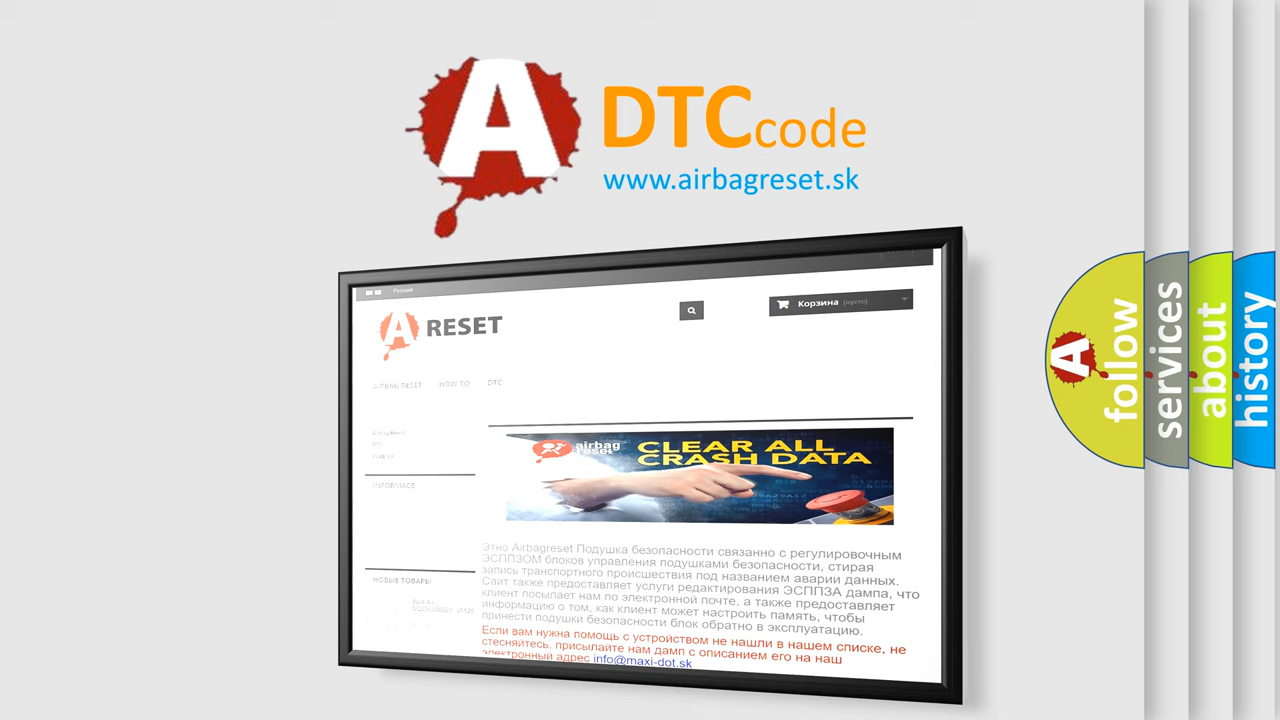 A
DTC code
www.airbagreset.sk
Русский
A RESET
Корзина (пусто)
AIRBAG RESET HOW TO DTC
INFORMACE
НОВЫЕ ТОВАРЫ
airbag
reset
CLEAR ALL
CRASH DATA
Этно Airbagreset Подушка безопасности связанно с регулировочным
ЭСППЗОМ блоков управления подушками безопасности, стирая
запись транспортного происшествия под названием аварии данных.
Сайт также предоставляет услуги редактирования ЭСППЗА дампа, что
клиент посылает нам по электронной почте, а также предоставляет
информацию о том, как клиент может настроить память, чтобы
принести подушки безопасности блок обратно в эксплуатацию.
Если вам нужна помощь с устройством не нашли в нашем списке, не
стесняйтесь, присылайте нам дамп с описанием его на наш
электронный адрес info@maxi-dot.sk
A
follow
services
about
history